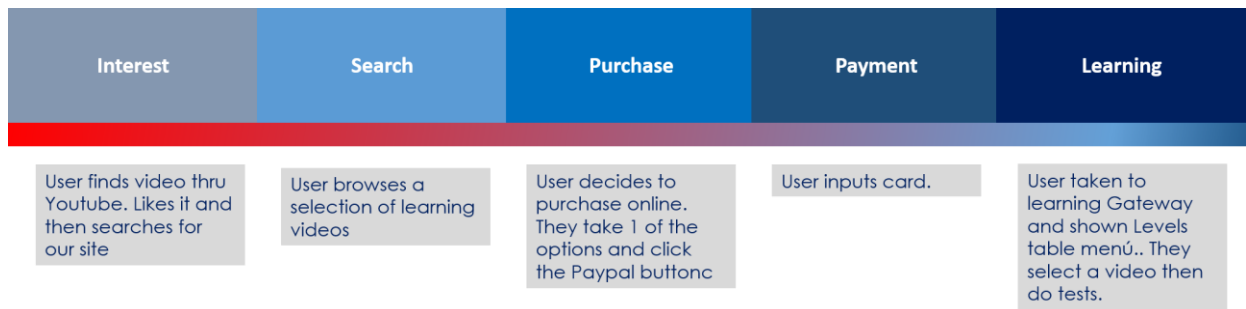 Interest
Search
Purchase
Payment
Learning
User finds video thru
Youtube. Likes it and
then searches for
our site
User browses a
selection of learning
videos
User decides to
purchase online.
They take 1 of the
options and click
the Paypal buttonc
User inputs card.
User taken to
learning Gateway
and shown Levels
table menú.. They
select a video then
do tests.